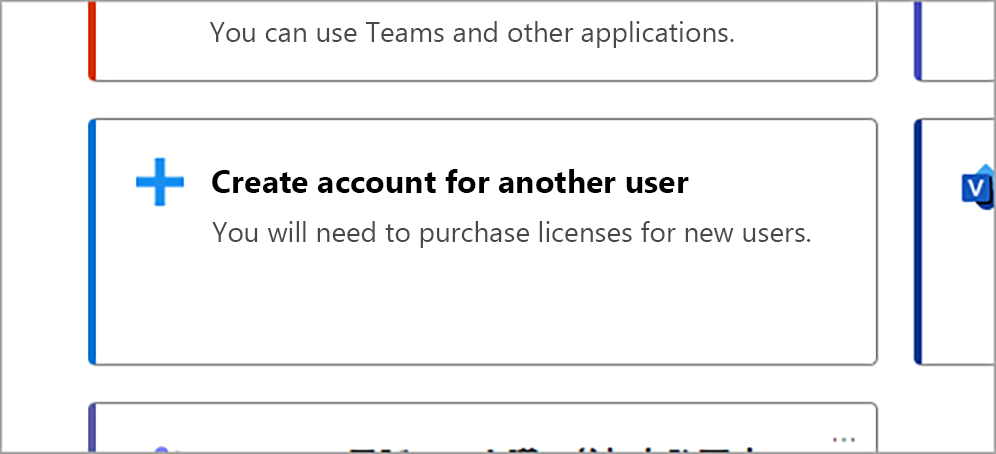 You can use Teams and other applications.
Create account for another user
You will need to purchase licenses for new users.
V
...